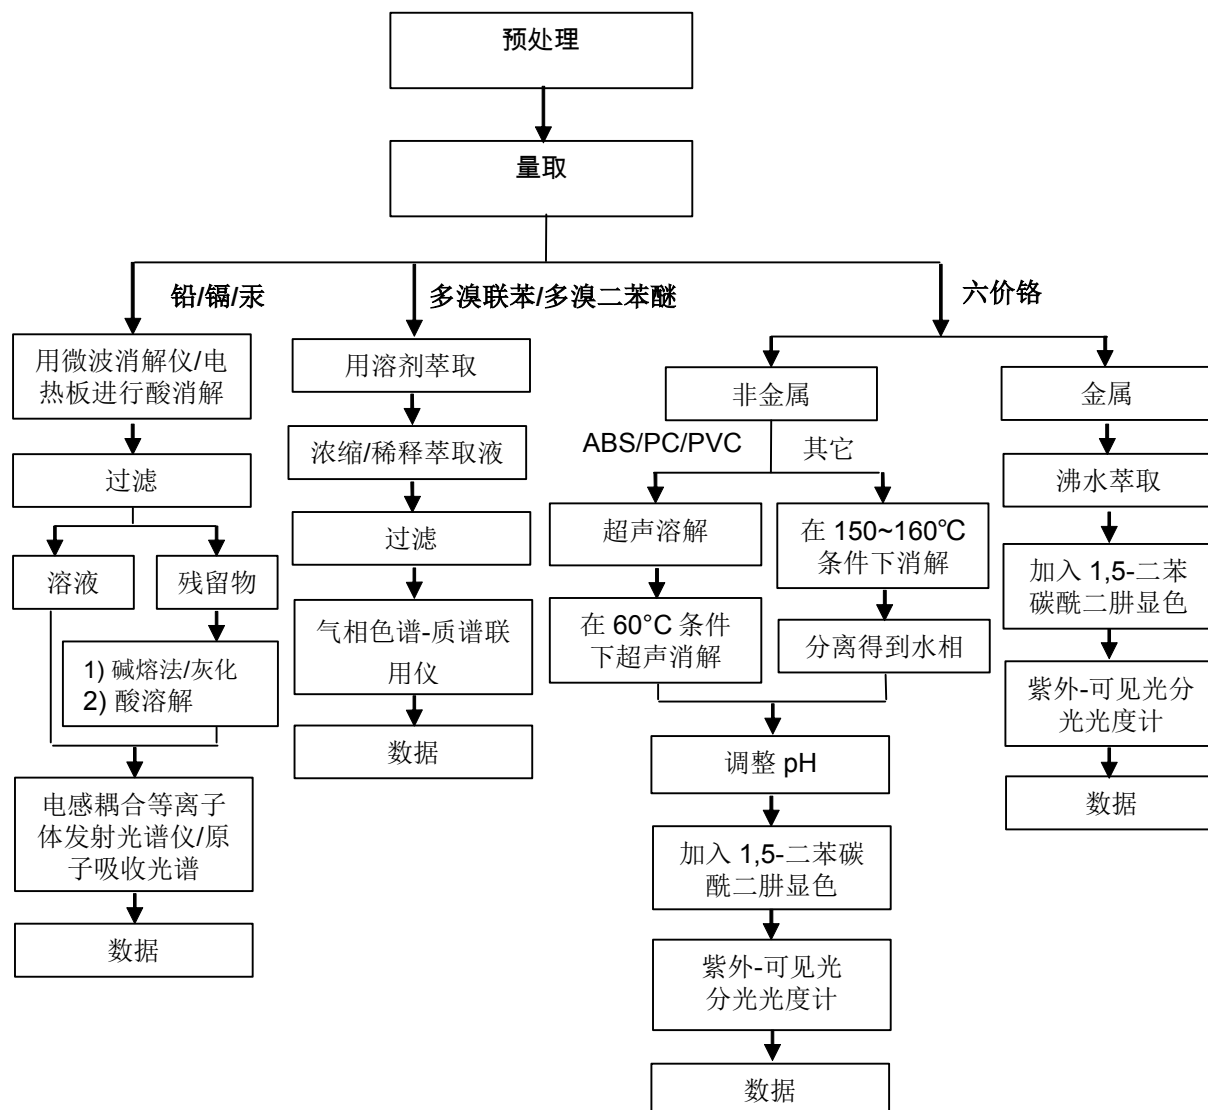 预处理
量取
铅/镉/汞
多溴联苯/多溴二苯醚
六价铬
用微波消解仪/电
热板进行酸消解
过滤
溶液
残留物
1) 碱熔法/灰化
2) 酸溶解
电感耦合等离子
体发射光谱仪/原
子吸收光谱
数据
用溶剂萃取
浓缩/稀释萃取液
过滤
气相色谱-质谱联
用仪
数据
非金属
ABS/PC/PVC
其它
超声溶解
在 60°C 条件
下超声消解
在 150~160℃
条件下消解
分离得到水相
调整 pH
加入 1,5-二苯碳
酰二肼显色
紫外-可见光
分光光度计
数据
金属
沸水萃取
加入 1,5-二苯
碳酰二肼显色
紫外-可见光分
光光度计
数据